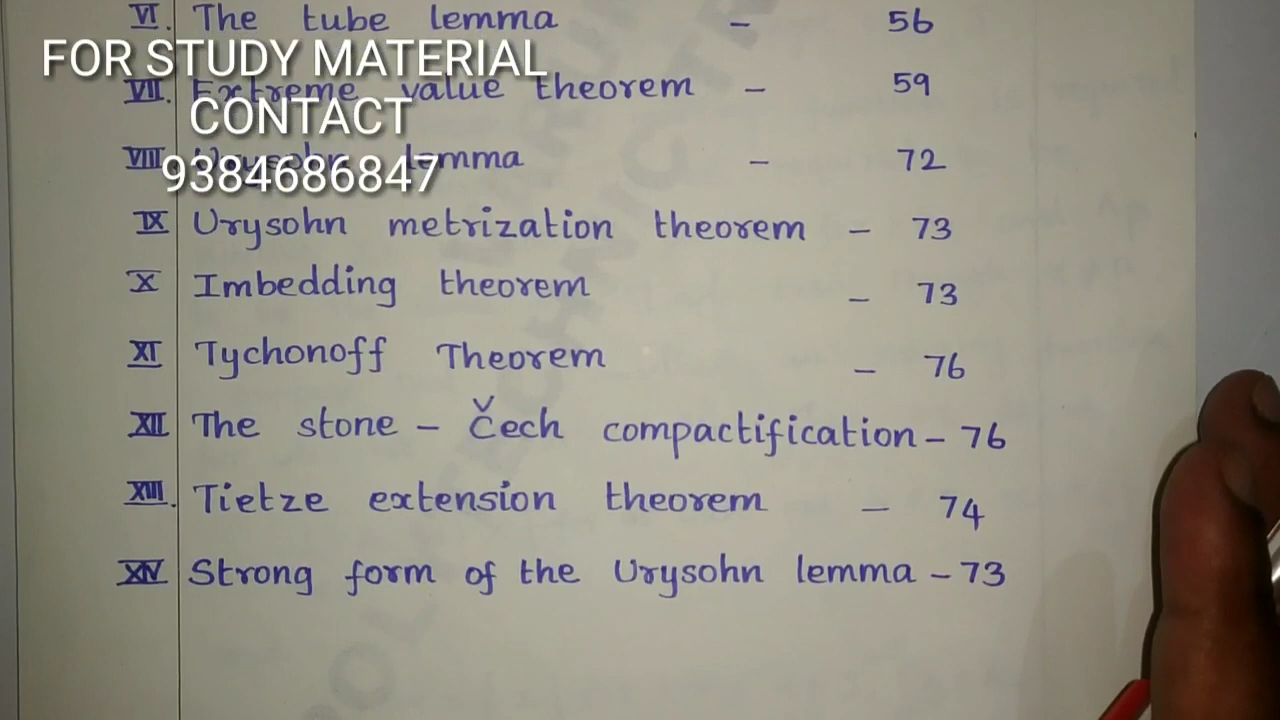 VI. The tube lemma - 56
FOR STUDY MATERIAL
VII. Extreme value theorem - 59
CONTACT
VIII. Urysohn lemma - 72
9384686847
IX Urysohn metrization theorem - 73
X Imbedding theorem - 73
XI Tychonoff Theorem - 76
XII The stone - Čech compactification - 76
XIII. Tietze extension theorem - 74
XIV Strong form of the Urysohn lemma - 73